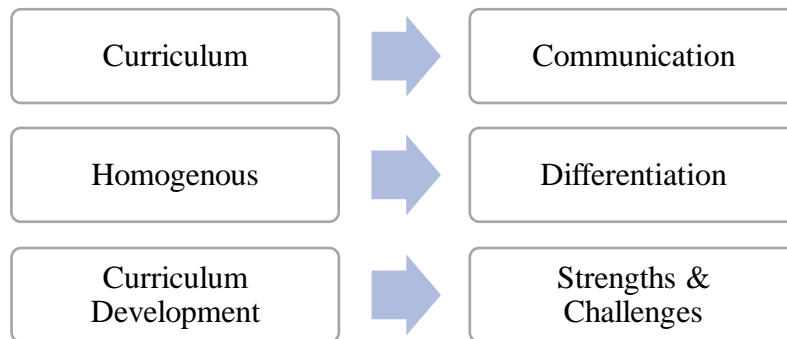 Curriculum
Communication
Homogenous
Differentiation
Curriculum
Development
Strengths &
Challenges